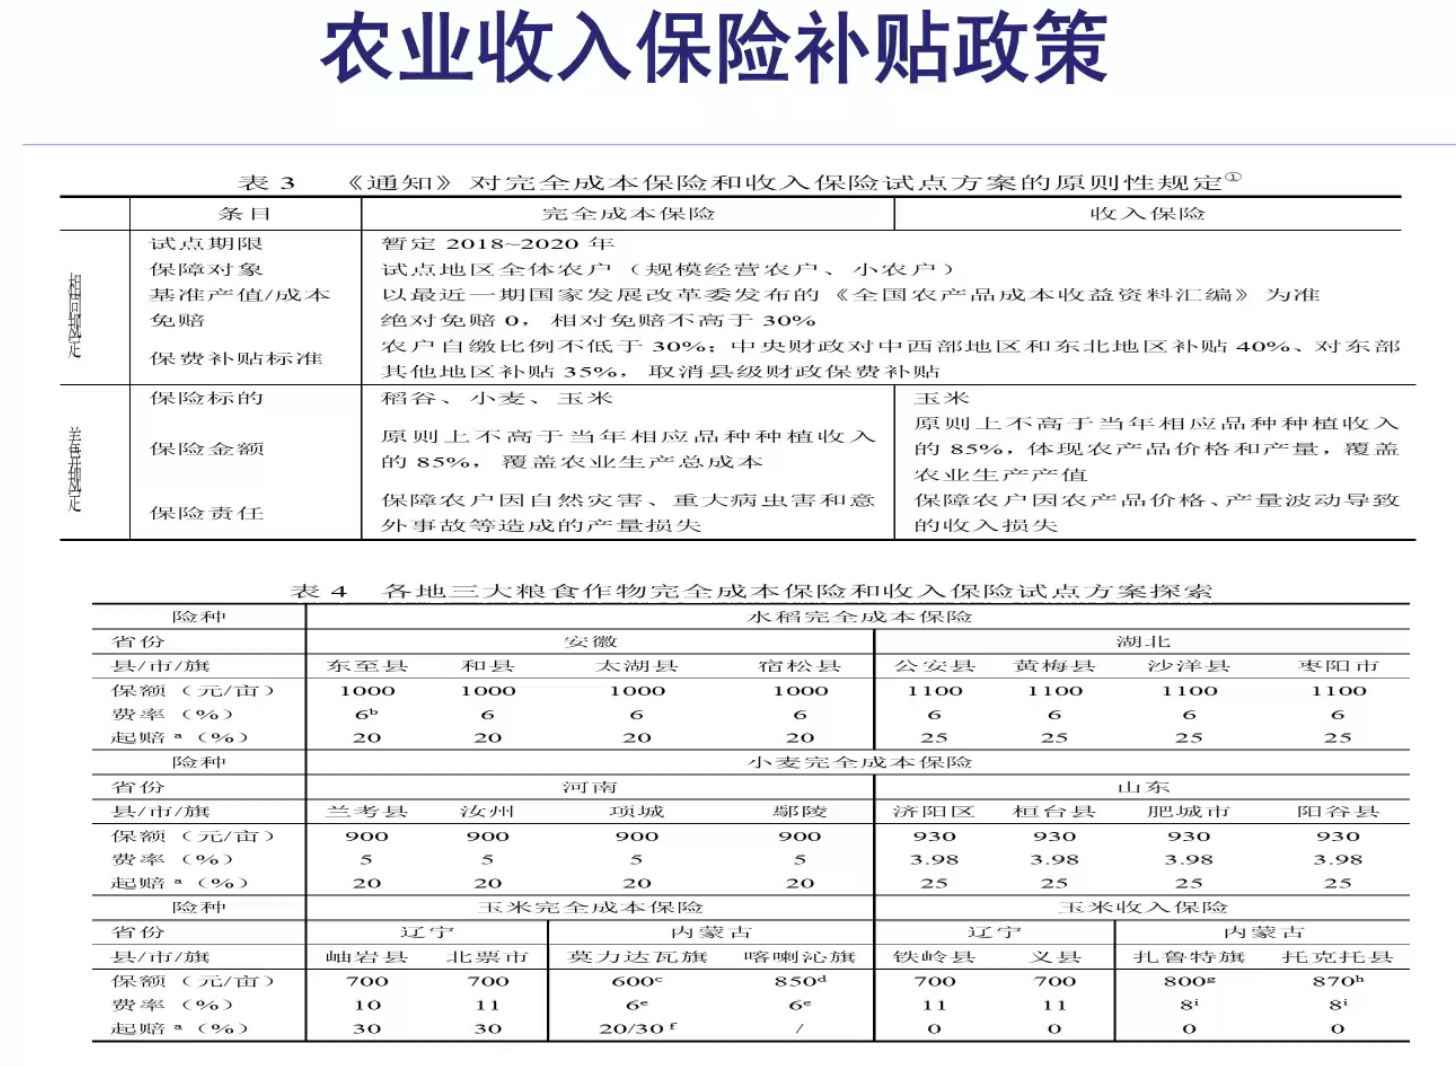 农业收入保险补贴政策
表 3 《通知》对完全成本保险和收入保险试点方案的原则性规定①
条目 完全成本保险 收入保险
相同规定
试点期限 暂定 2018~2020 年
保障对象 试点地区全体农户（规模经营农户、小农户）
基准产值/成本 以最近一期国家发展改革委发布的《全国农产品成本收益资料汇编》为准
免赔 绝对免赔 0，相对免赔不高于 30%
保费补贴标准 农户自缴比例不低于 30%；中央财政对中西部地区和东北地区补贴 40%、对东部
其他地区补贴 35%，取消县级财政保费补贴
差异规定
保险标的 稻谷、小麦、玉米 玉米
保险金额 原则上不高于当年相应品种种植收入
的 85%，覆盖农业生产总成本
原则上不高于当年相应品种种植收入
的 85%，体现农产品价格和产量，覆盖
农业生产产值
保险责任 保障农户因自然灾害、重大病虫害和意
外事故等造成的产量损失
保障农户因农产品价格、产量波动导致
的收入损失
表 4 各地三大粮食作物完全成本保险和收入保险试点方案探索
险种 水稻完全成本保险
省份 安徽 湖北
县/市/旗 东至县 和县 太湖县 宿松县 公安县 黄梅县 沙洋县 枣阳市
保额（元/亩） 1000 1000 1000 1000 1100 1100 1100 1100
费率（%） 6ᵇ 6 6 6 6 6 6 6
起赔ᵃ（%） 20 20 20 20 25 25 25 25
险种 小麦完全成本保险
省份 河南 山东
县/市/旗 兰考县 汝州 项城 鄢陵 济阳区 桓台县 肥城市 阳谷县
保额（元/亩） 900 900 900 900 930 930 930 930
费率（%） 5 5 5 5 3.98 3.98 3.98 3.98
起赔ᵃ（%） 20 20 20 20 25 25 25 25
险种 玉米完全成本保险 玉米收入保险
省份 辽宁 内蒙古 辽宁 内蒙古
县/市/旗 岫岩县 北票市 莫力达瓦旗 喀喇沁旗 铁岭县 义县 扎鲁特旗 托克托县
保额（元/亩） 700 700 600ᶜ 850ᵈ 700 700 800ᵍ 870ʰ
费率（%） 10 11 6ᵉ 6ᵉ 11 11 8ⁱ 8ⁱ
起赔ᵃ（%） 30 30 20/30ᶠ / 0 0 0 0